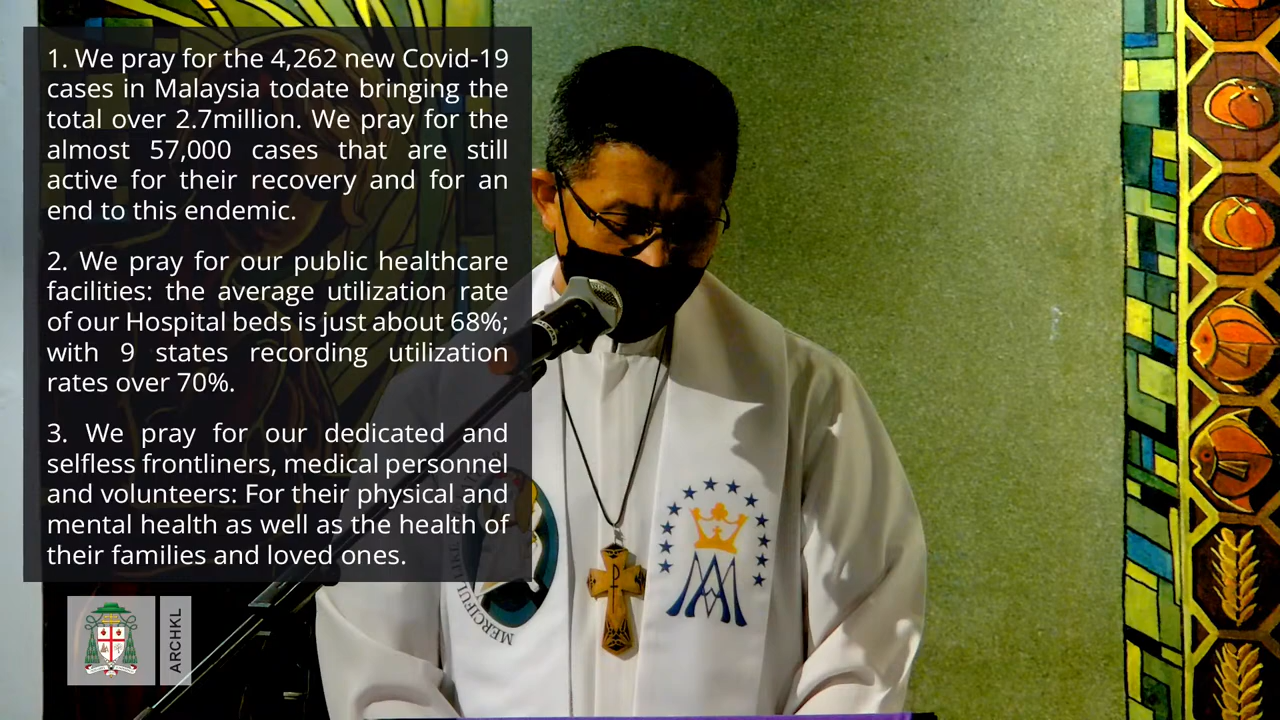 1. We pray for the 4,262 new Covid-19
cases in Malaysia todate bringing the
total over 2.7million. We pray for the
almost 57,000 cases that are still
active for their recovery and for an
end to this endemic.
2. We pray for our public healthcare
facilities: the average utilization rate
of our Hospital beds is just about 68%;
with 9 states recording utilization
rates over 70%.
3. We pray for our dedicated and
selfless frontliners, medical personnel
and volunteers: For their physical and
mental health as well as the health of
their families and loved ones.
MERCIFUL
ARCHKL